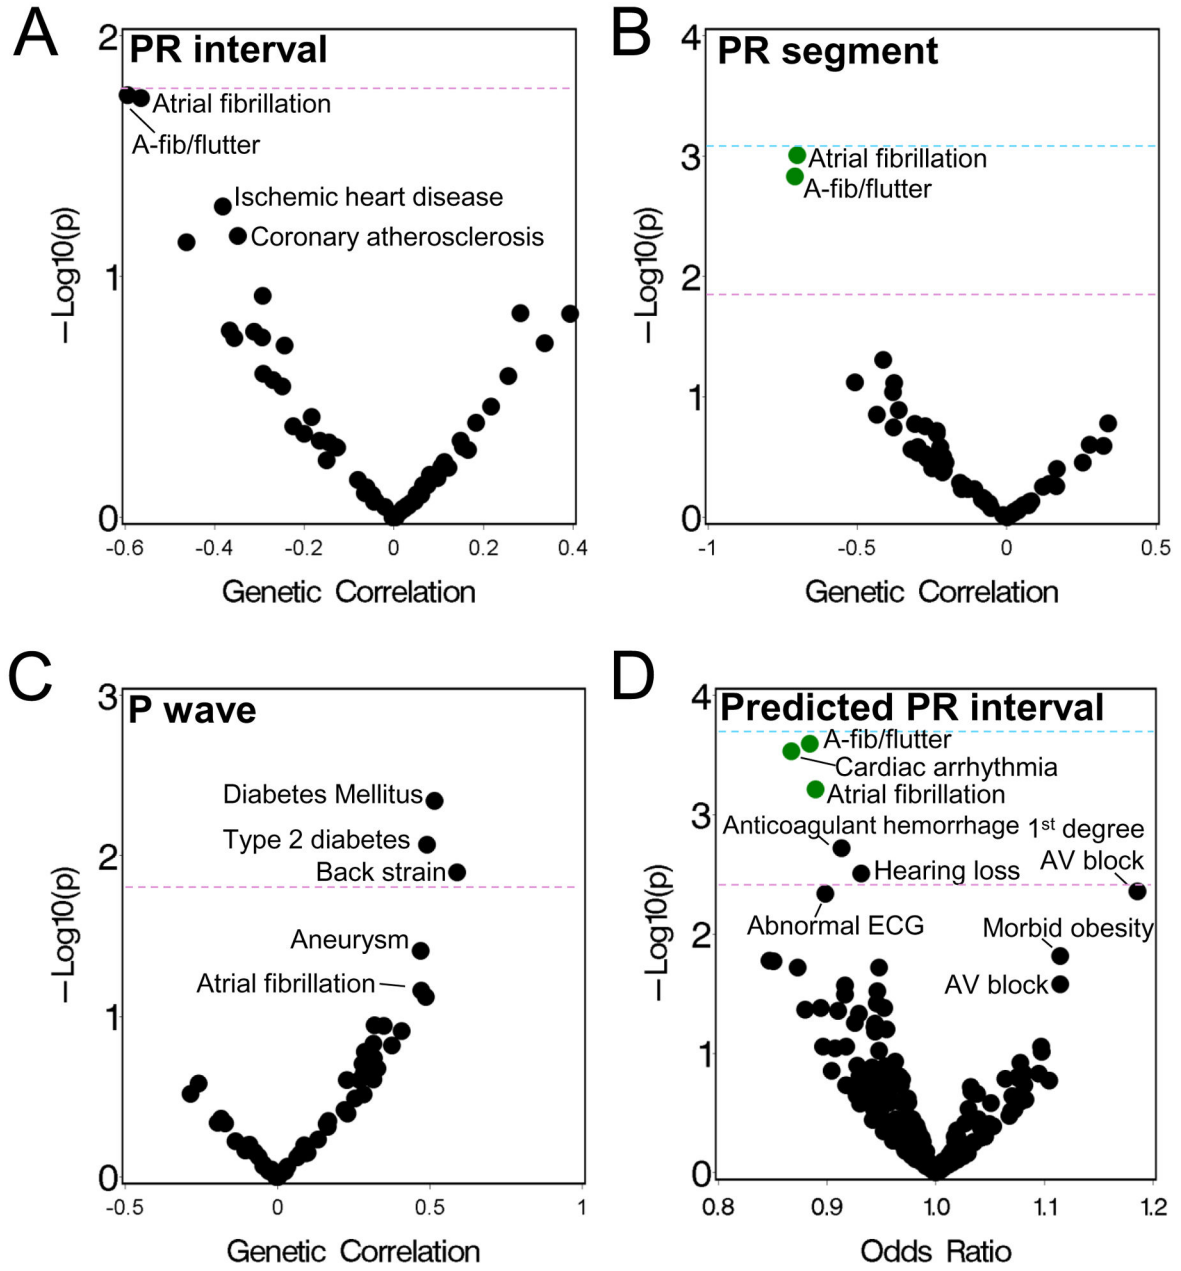 A
PR interval
2
1
0
−Log10(p)
Atrial fibrillation
A-fib/flutter
Ischemic heart disease
Coronary atherosclerosis
-0.6 -0.4 -0.2 0 0.2 0.4
Genetic Correlation
B
PR segment
4
3
2
1
0
−Log10(p)
Atrial fibrillation
A-fib/flutter
-1 -0.5 0 0.5
Genetic Correlation
C
P wave
3
2
1
0
−Log10(p)
Diabetes Mellitus
Type 2 diabetes
Back strain
Aneurysm
Atrial fibrillation
-0.5 0 0.5 1
Genetic Correlation
D
Predicted PR interval
4
3
2
1
0
−Log10(p)
A-fib/flutter
Cardiac arrhythmia
Atrial fibrillation
Anticoagulant hemorrhage
1st degree
AV block
Hearing loss
Abnormal ECG
Morbid obesity
AV block
0.8 0.9 1.0 1.1 1.2
Odds Ratio